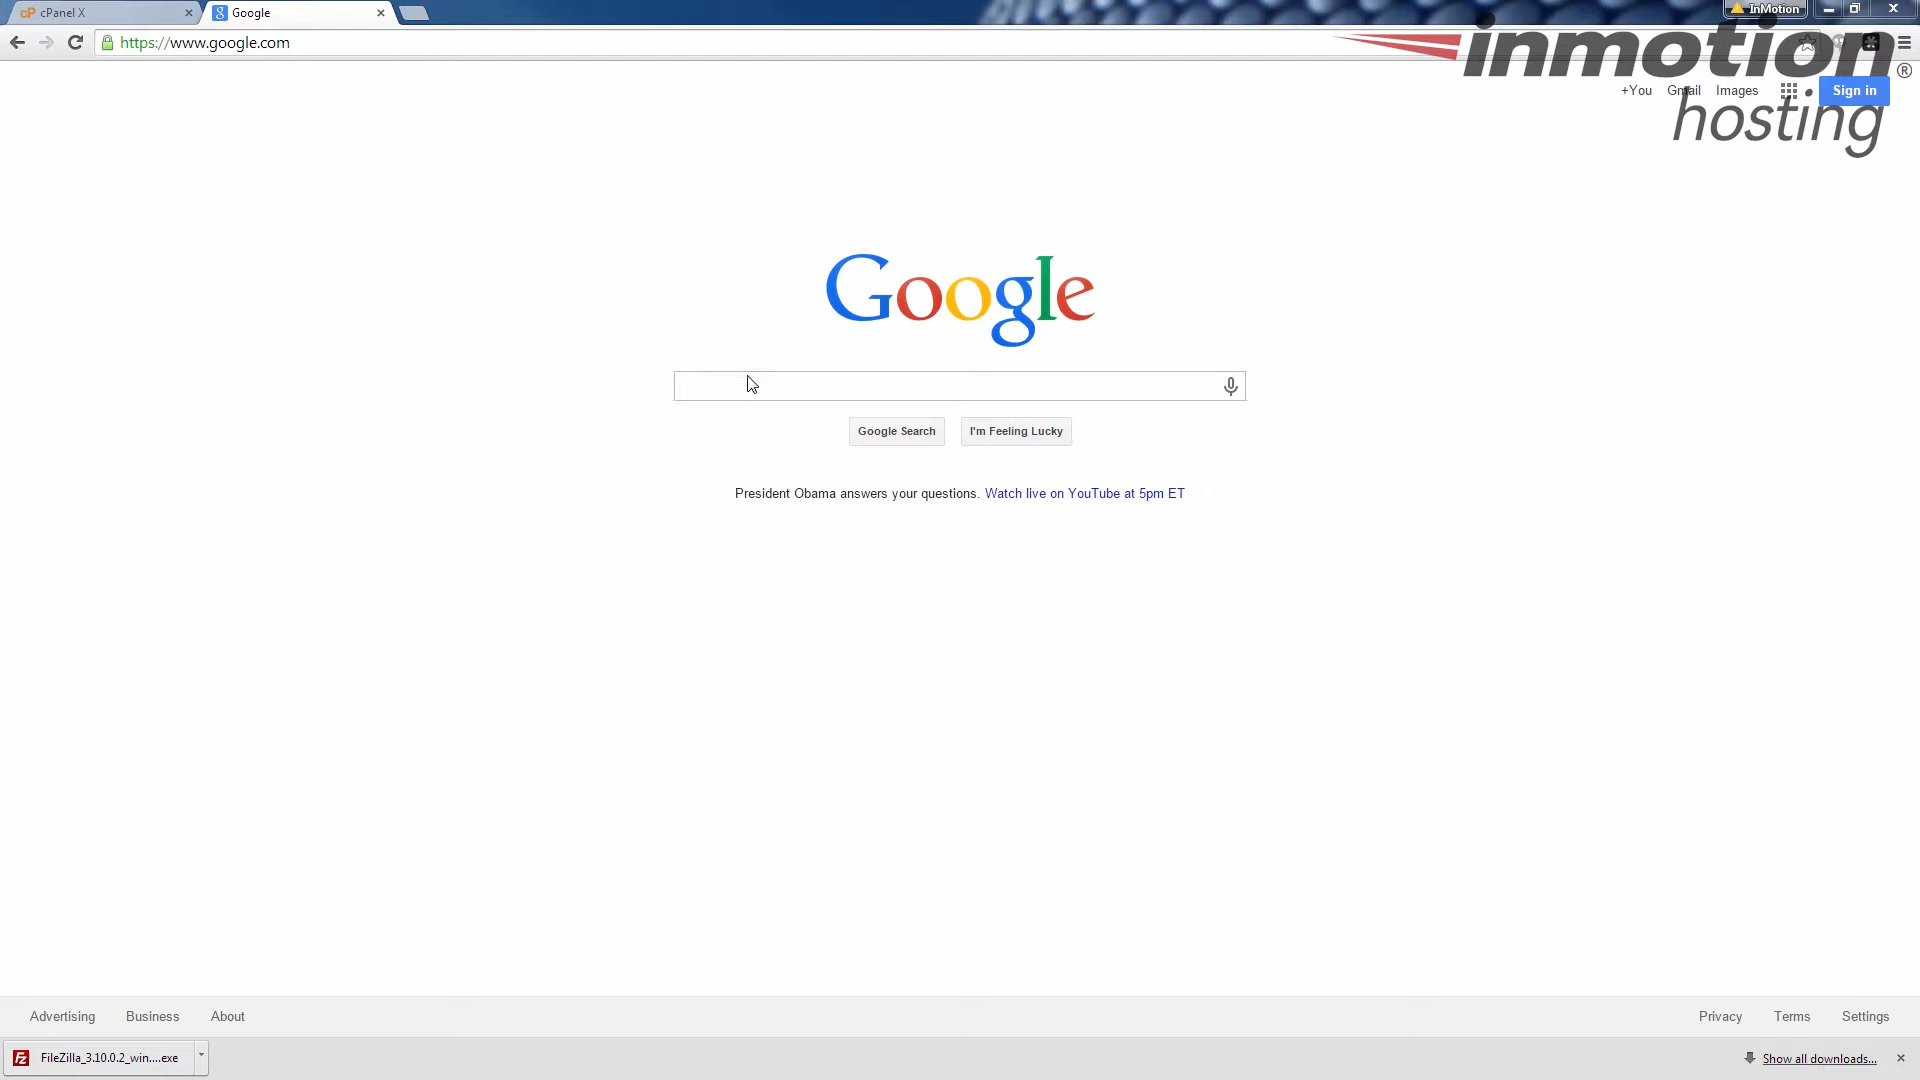 cPanel X
Google
InMotion
https://www.google.com
inmotion®
hosting
+You Gmail Images Sign in
Google
Google Search I'm Feeling Lucky
President Obama answers your questions. Watch live on YouTube at 5pm ET
Advertising Business About Privacy Terms Settings
FileZilla_3.10.0.2_win....exe Show all downloads...